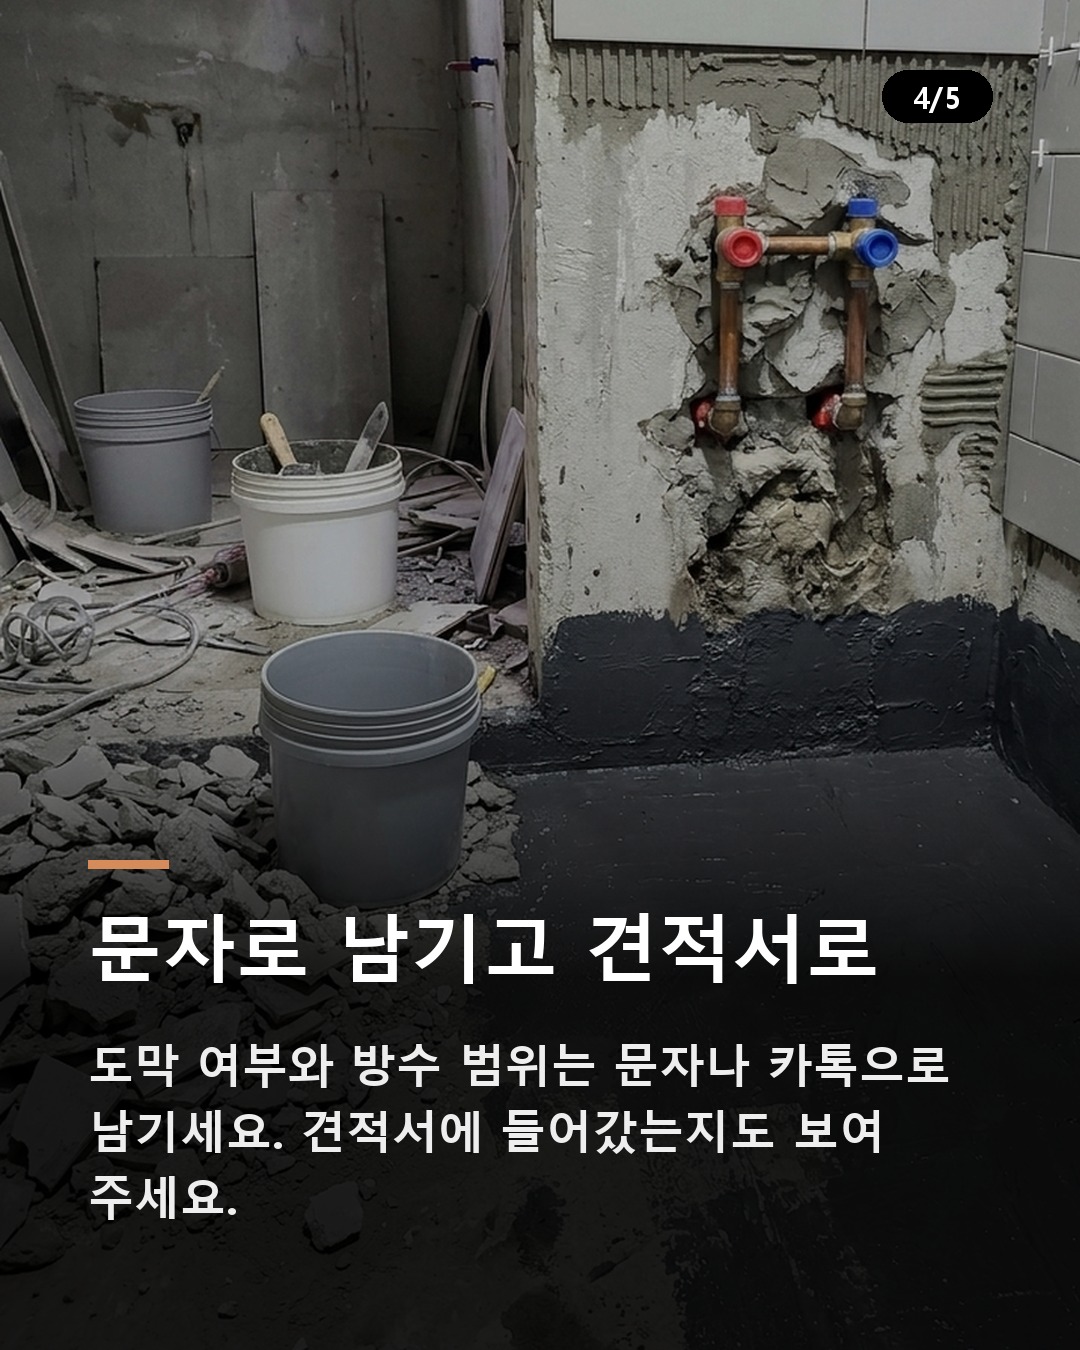 4/5
문자로 남기고 견적서로
도막 여부와 방수 범위는 문자나 카톡으로
남기세요. 견적서에 들어갔는지도 보여
주세요.